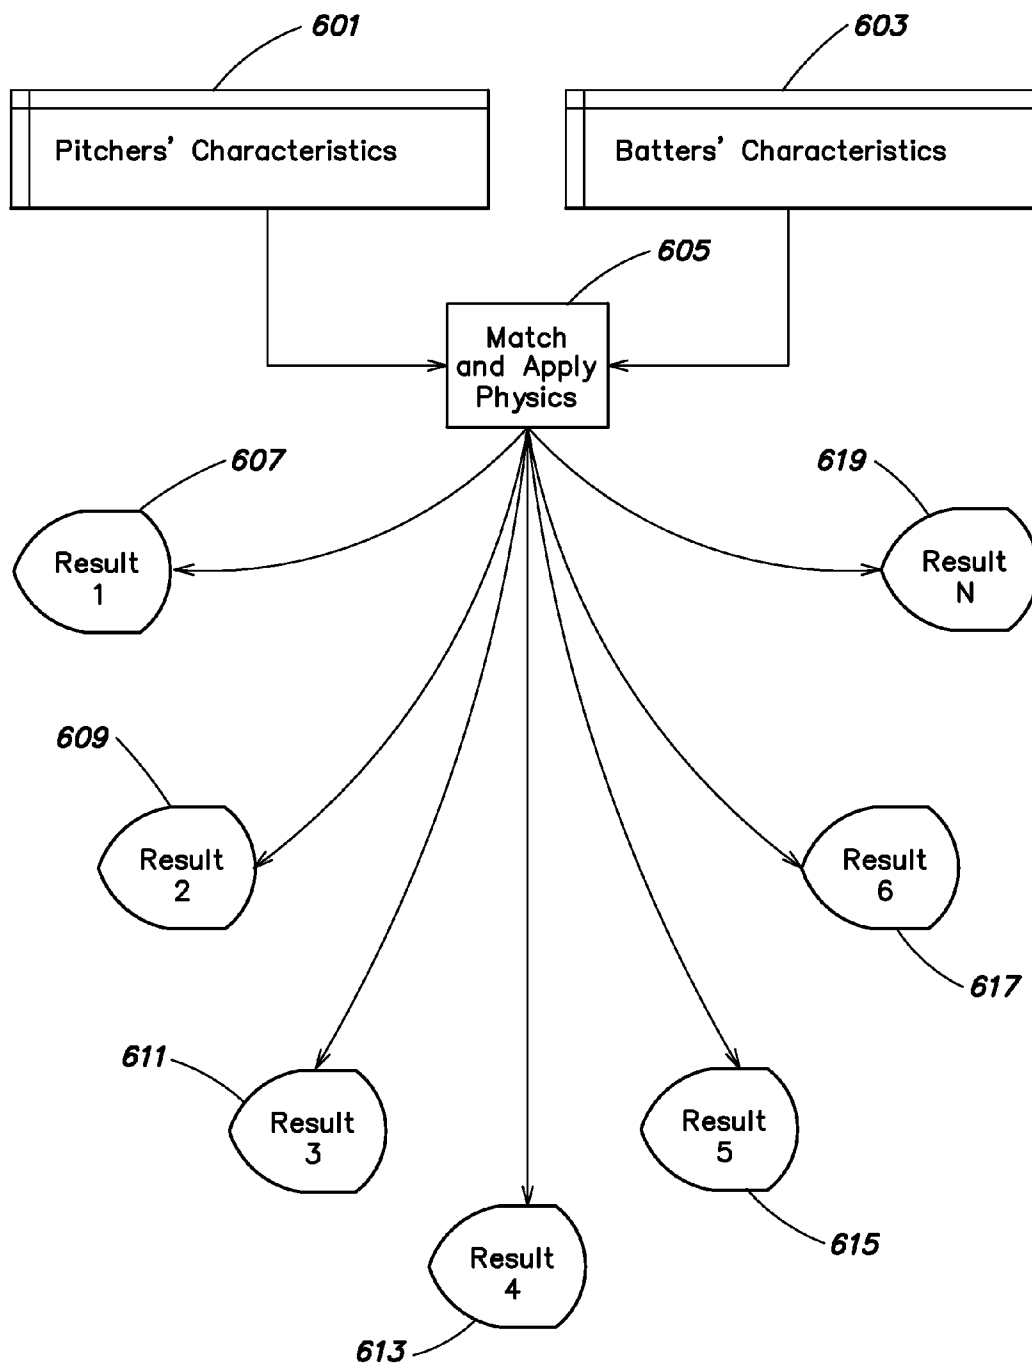 601
603
Pitchers' Characteristics
Batters' Characteristics
605
Match
and Apply
Physics
607
619
Result
1
Result
N
609
Result
2
Result
6
617
611
Result
3
Result
5
615
Result
4
613